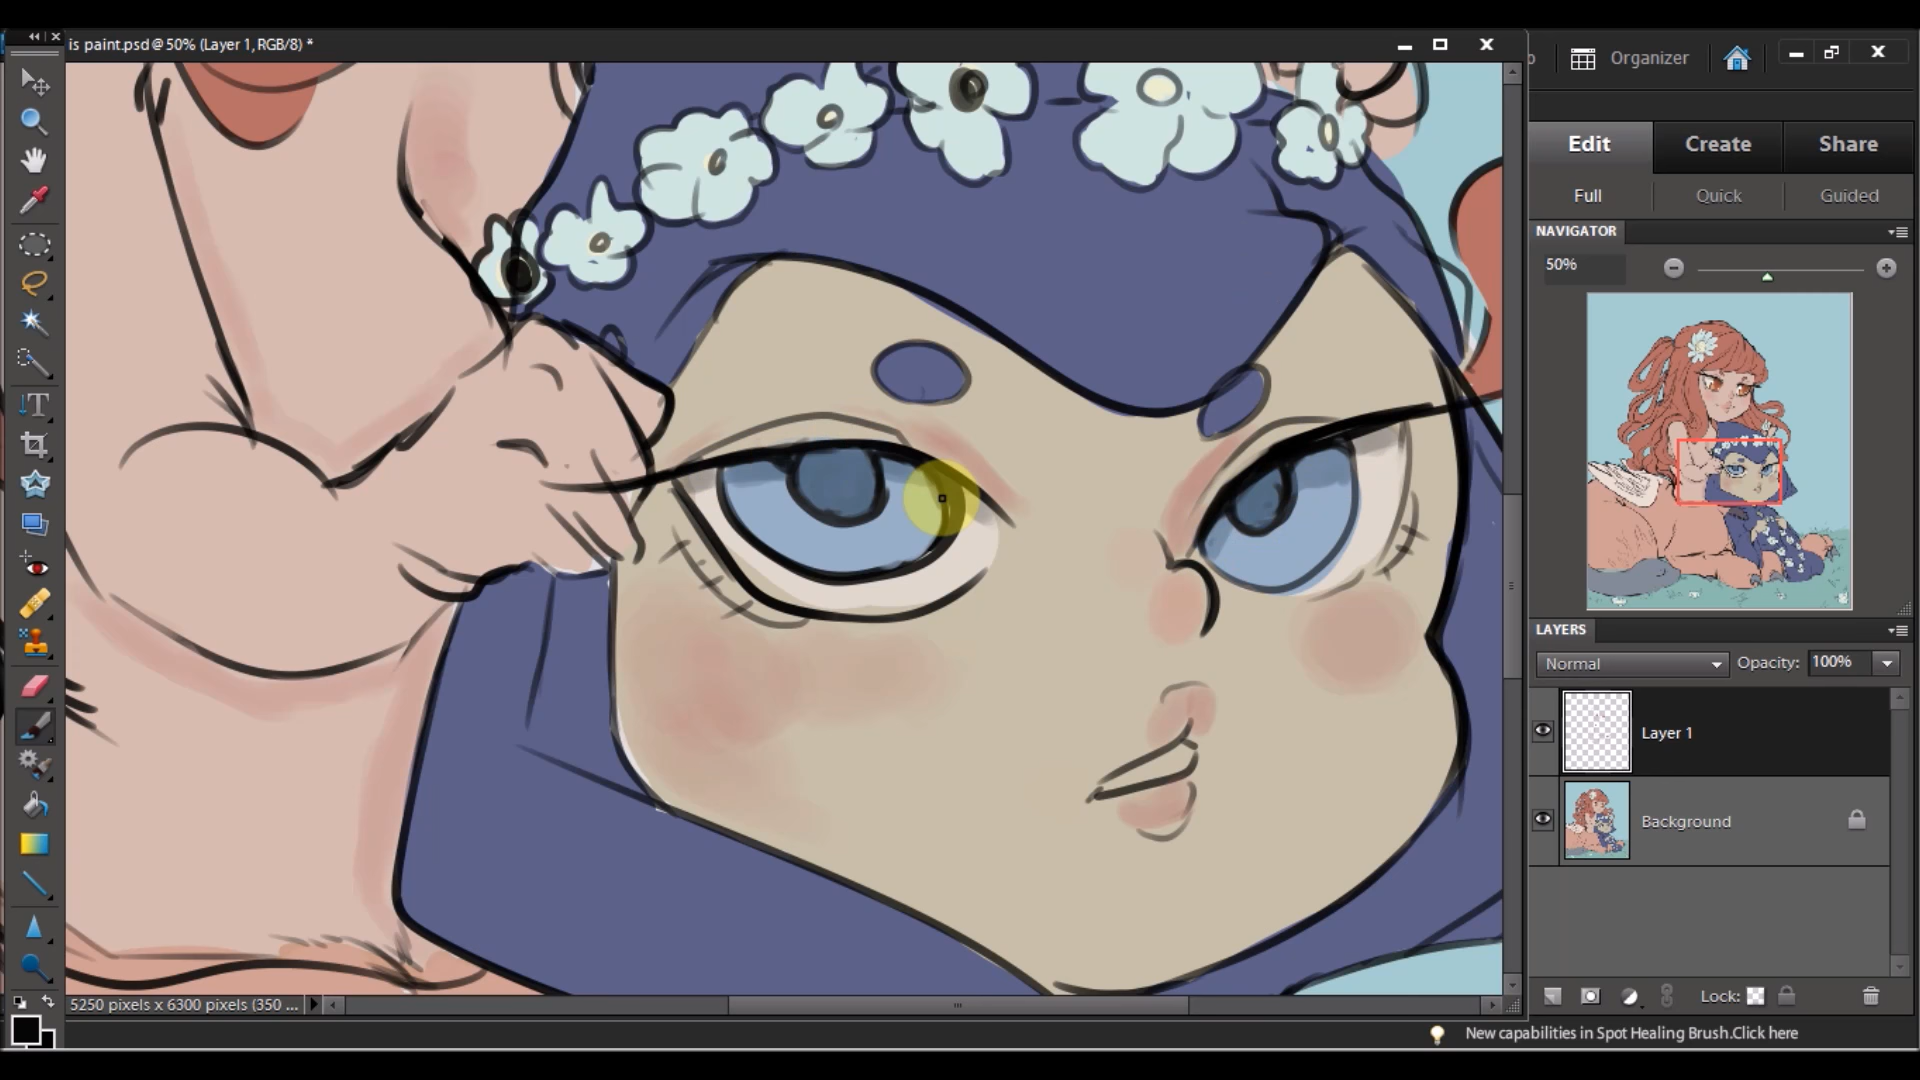 is paint.psd @ 50% (Layer 1, RGB/8) *
Organizer
Edit Create Share
Full Quick Guided
NAVIGATOR
50%
LAYERS
Normal Opacity: 100%
Layer 1
Background
Lock:
5250 pixels x 6300 pixels (350 ...
New capabilities in Spot Healing Brush.Click here